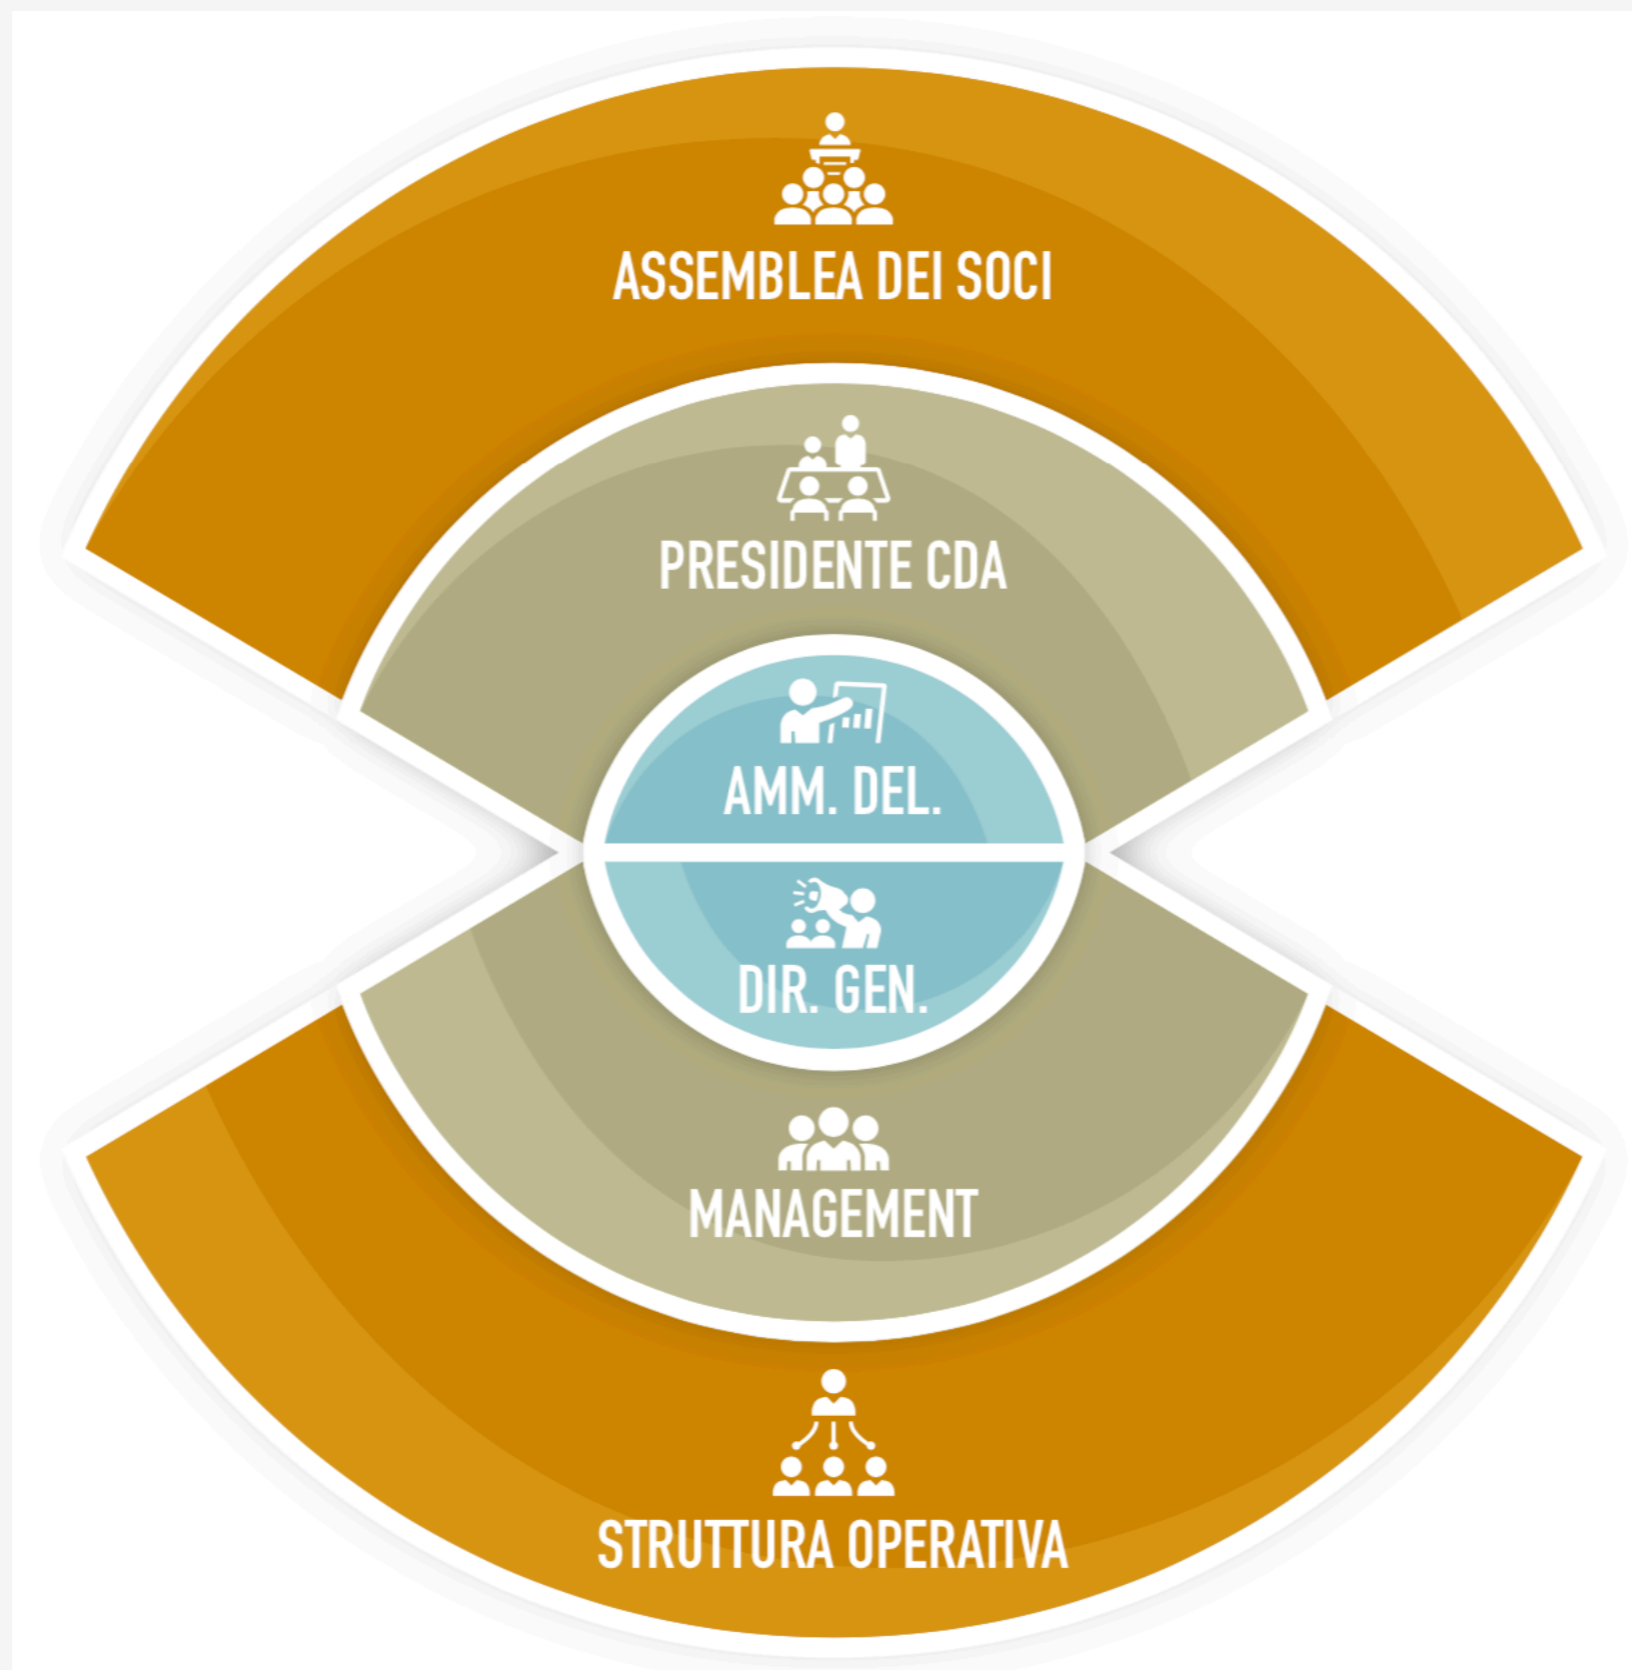 ASSEMBLEA DEI SOCI
PRESIDENTE CDA
AMM. DEL.
DIR. GEN.
MANAGEMENT
STRUTTURA OPERATIVA